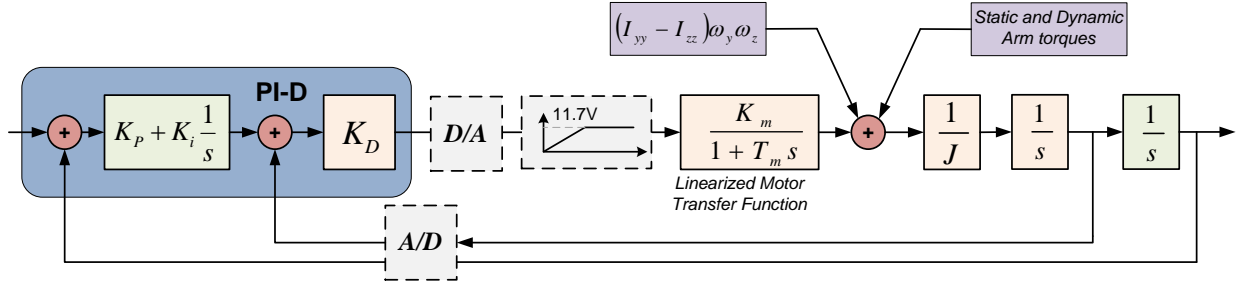 (I_yy − I_zz)ω_y ω_z
Static and Dynamic
Arm torques
PI-D
+
K_P + K_i 1/s
+
K_D
D/A
11.7V
K_m / 1 + T_m s
+
1/J
1/s
1/s
Linearized Motor
Transfer Function
A/D